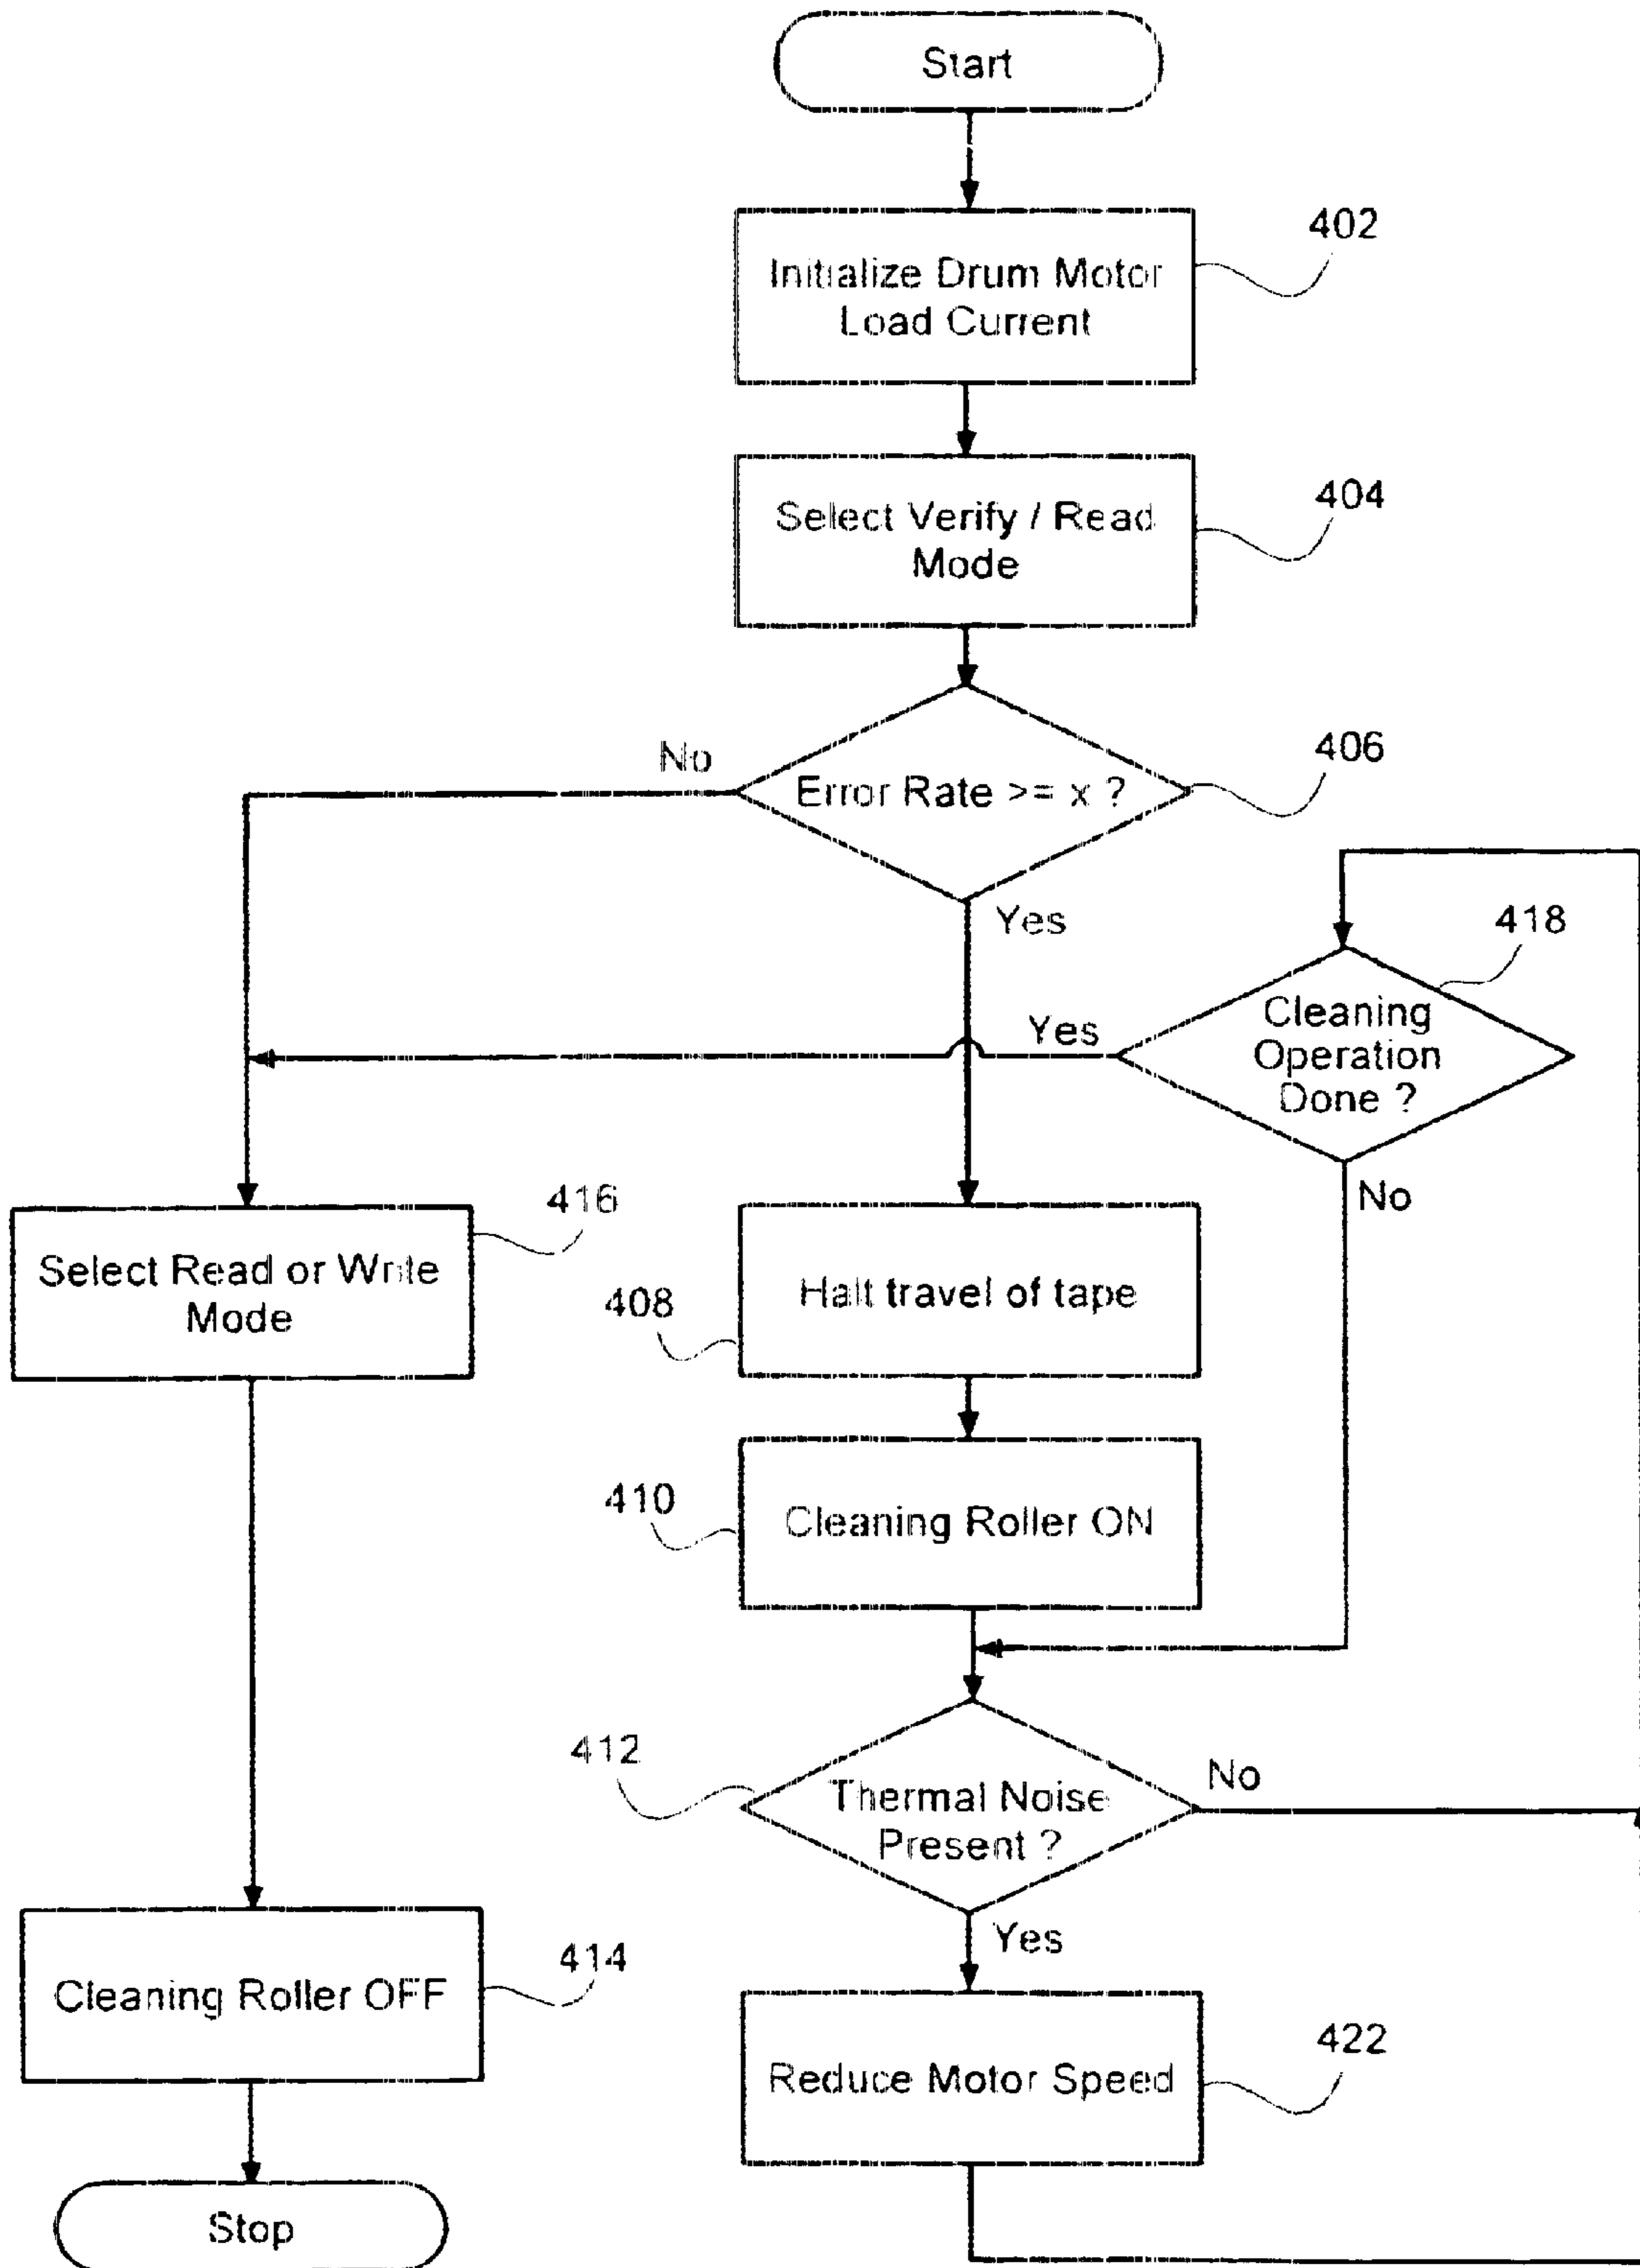 Start
402
Initialize Drum Motor
Load Current
404
Select Verify / Read
Mode
406
No
Error Rate >= x ?
Yes
418
Cleaning
Operation
Done ?
Yes
No
416
Select Read or Write
Mode
408
Halt travel of tape
410
Cleaning Roller ON
412
Thermal Noise
Present ?
No
Yes
414
Cleaning Roller OFF
422
Reduce Motor Speed
Stop